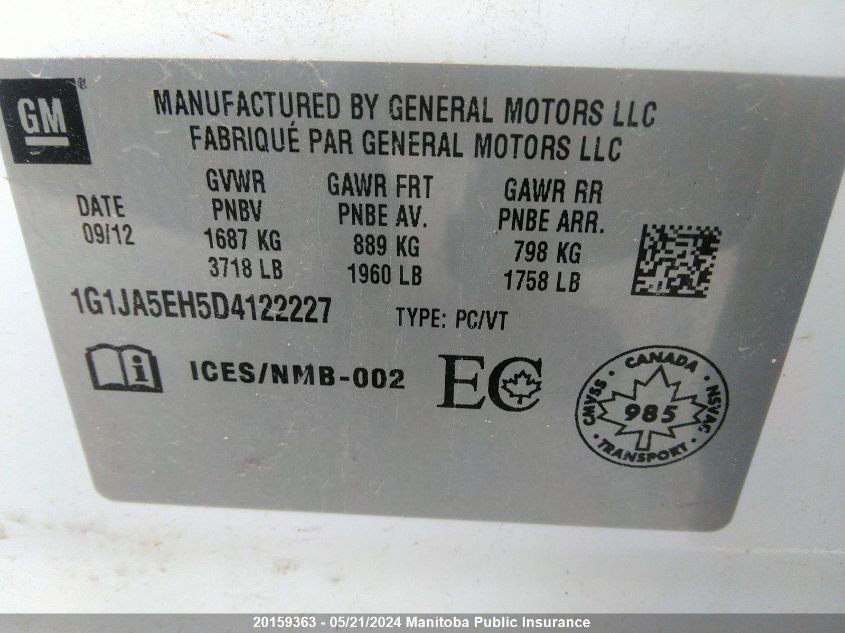 GM ®
MANUFACTURED BY GENERAL MOTORS LLC
FABRIQUÉ PAR GENERAL MOTORS LLC
GVWR GAWR FRT GAWR RR
DATE PNBV PNBE AV. PNBE ARR.
09/12 1687 KG 889 KG 798 KG
3718 LB 1960 LB 1758 LB
1G1JA5EH5D4122227 TYPE: PC/VT
i ICES/NMB-002 EC
CANADA
CMVSS 985 NSVAC
TRANSPORT
20159363 - 05/21/2024 Manitoba Public Insurance